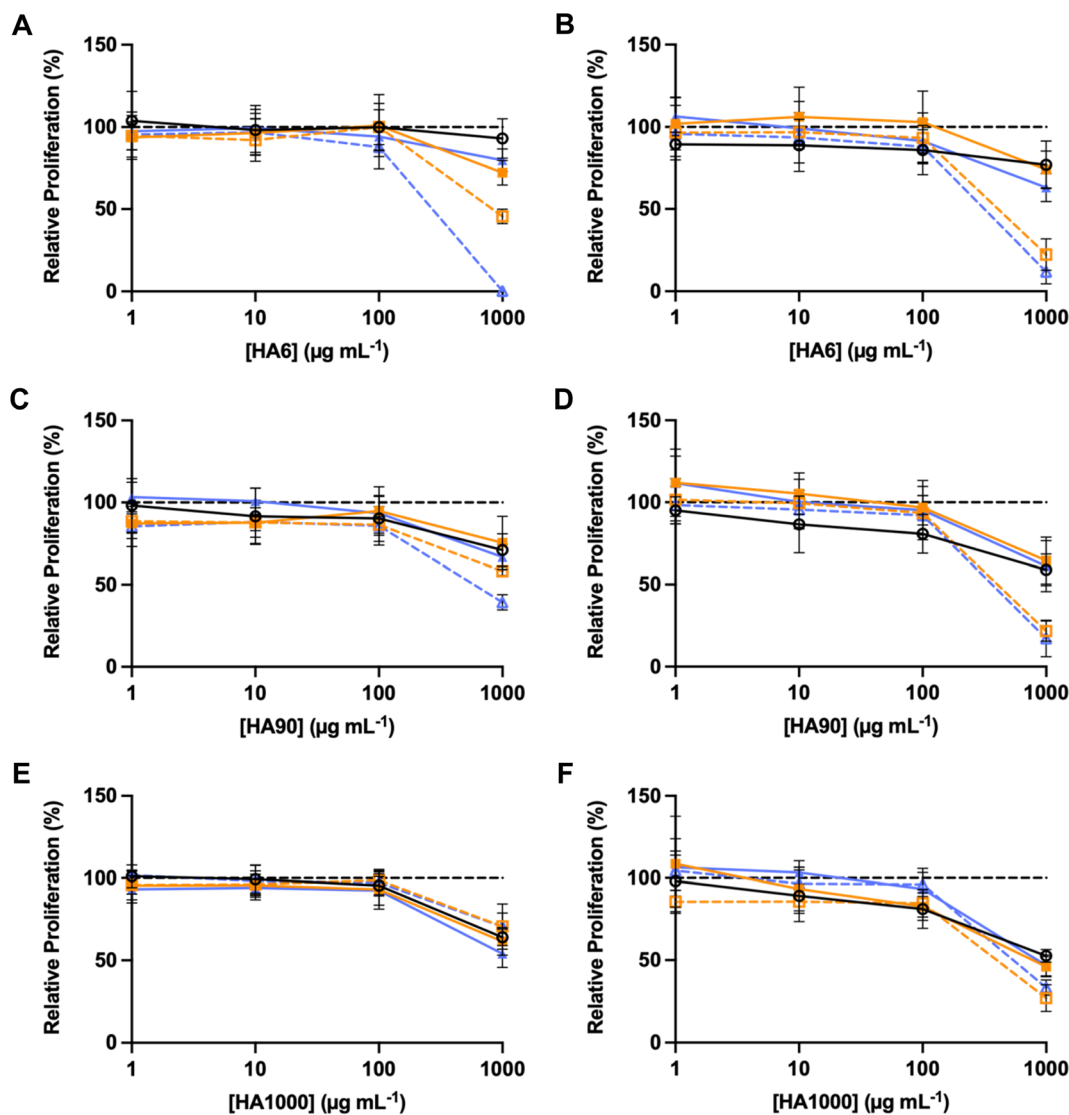 A
Relative Proliferation (%)
150
100
50
0
1 10 100 1000
[HA6] (µg mL-1)
B
Relative Proliferation (%)
150
100
50
0
1 10 100 1000
[HA6] (µg mL-1)
C
Relative Proliferation (%)
150
100
50
0
1 10 100 1000
[HA90] (µg mL-1)
D
Relative Proliferation (%)
150
100
50
0
1 10 100 1000
[HA90] (µg mL-1)
E
Relative Proliferation (%)
150
100
50
0
1 10 100 1000
[HA1000] (µg mL-1)
F
Relative Proliferation (%)
150
100
50
0
1 10 100 1000
[HA1000] (µg mL-1)